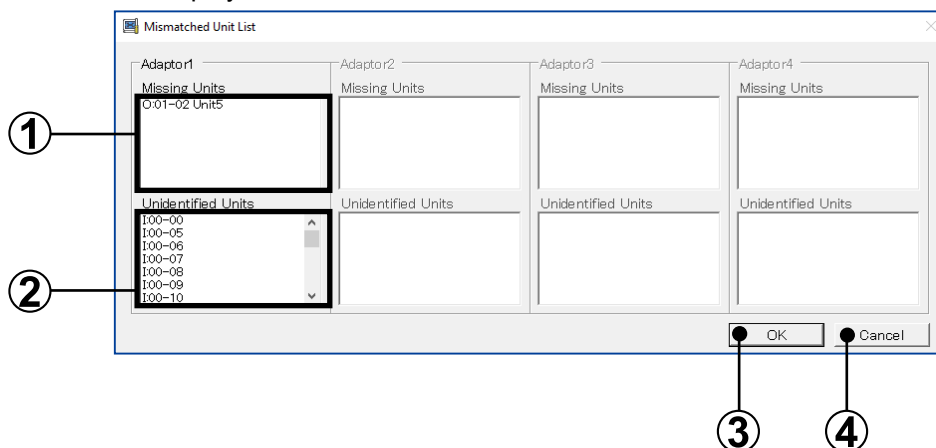 Mismatched Unit List
Adaptor1
Adaptor2
Adaptor3
Adaptor4
Missing Units
Missing Units
Missing Units
Missing Units
O:01-02 Unit5
1
Unidentified Units
Unidentified Units
Unidentified Units
Unidentified Units
I:00-00
I:00-05
I:00-06
I:00-07
I:00-08
I:00-09
I:00-10
2
OK
Cancel
3
4